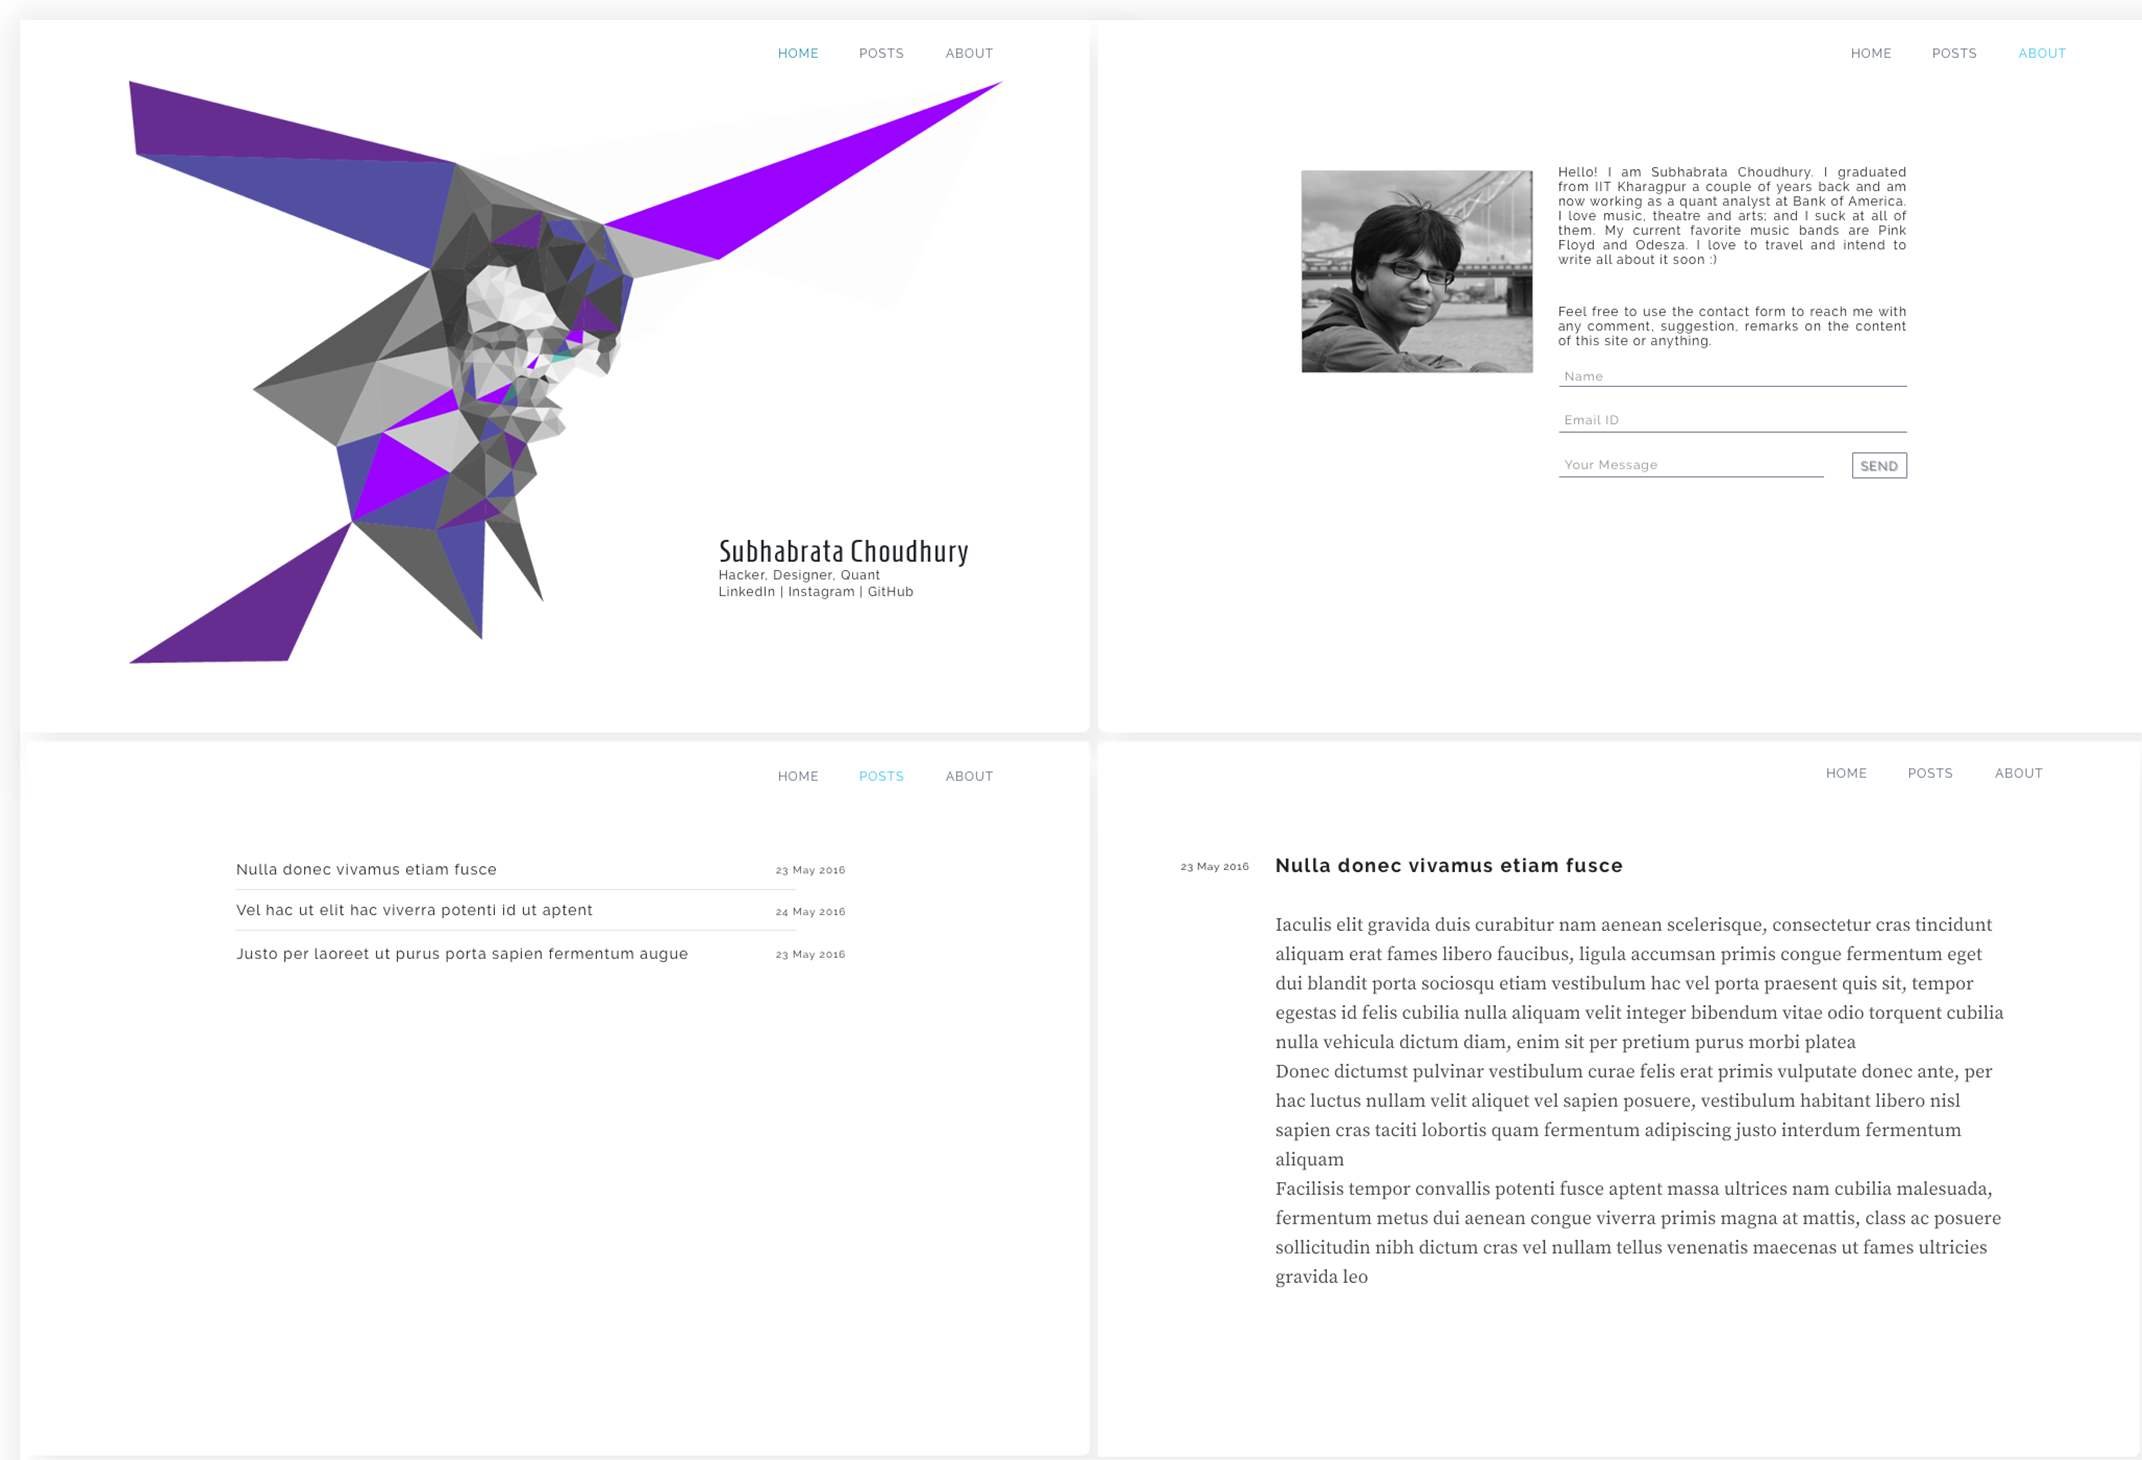 HOME POSTS ABOUT
Subhabrata Choudhury
Hacker, Designer, Quant
LinkedIn | Instagram | GitHub
HOME POSTS ABOUT
Hello! I am Subhabrata Choudhury. I graduated
from IIT Kharagpur a couple of years back and am
now working as a quant analyst at Bank of America.
I love music, theatre and arts; and I suck at all of
them. My current favorite music bands are Pink
Floyd and Odesza. I love to travel and intend to
write all about it soon :)
Feel free to use the contact form to reach me with
any comment, suggestion, remarks on the content
of this site or anything.
Name
Email ID
Your Message SEND
HOME POSTS ABOUT
Nulla donec vivamus etiam fusce 23 May 2016
Vel hac ut elit hac viverra potenti id ut aptent 24 May 2016
Justo per laoreet ut purus porta sapien fermentum augue 23 May 2016
HOME POSTS ABOUT
23 May 2016 Nulla donec vivamus etiam fusce
Iaculis elit gravida duis curabitur nam aenean scelerisque, consectetur cras tincidunt
aliquam erat fames libero faucibus, ligula accumsan primis congue fermentum eget
dui blandit porta sociosqu etiam vestibulum hac vel porta praesent quis sit, tempor
egestas id felis cubilia nulla aliquam velit integer bibendum vitae odio torquent cubilia
nulla vehicula dictum diam, enim sit per pretium purus morbi platea
Donec dictumst pulvinar vestibulum curae felis erat primis vulputate donec ante, per
hac luctus nullam velit aliquet vel sapien posuere, vestibulum habitant libero nisl
sapien cras taciti lobortis quam fermentum adipiscing justo interdum fermentum
aliquam
Facilisis tempor convallis potenti fusce aptent massa ultrices nam cubilia malesuada,
fermentum metus dui aenean congue viverra primis magna at mattis, class ac posuere
sollicitudin nibh dictum cras vel nullam tellus venenatis maecenas ut fames ultricies
gravida leo